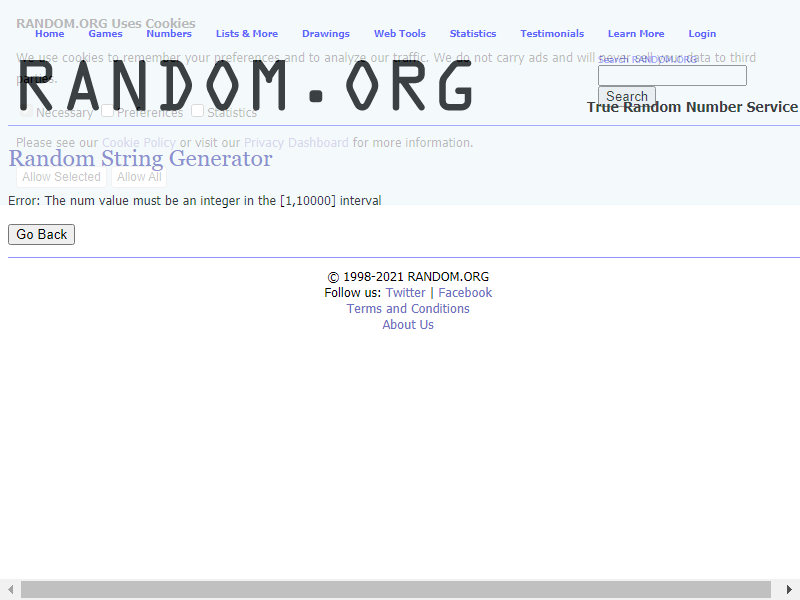 RANDOM.ORG Uses Cookies
Home Games Numbers Lists & More Drawings Web Tools Statistics Testimonials Learn More Login
We use cookies to remember your preferences and to analyze our traffic. We do not carry ads and will never sell your data to third
parties.
Search RANDOM.ORG
RANDOM.ORG
Search
True Random Number Service
Necessary Preferences Statistics
Please see our Cookie Policy or visit our Privacy Dashboard for more information.
Random String Generator
Allow Selected Allow All
Error: The num value must be an integer in the [1,10000] interval
Go Back
© 1998-2021 RANDOM.ORG
Follow us: Twitter | Facebook
Terms and Conditions
About Us